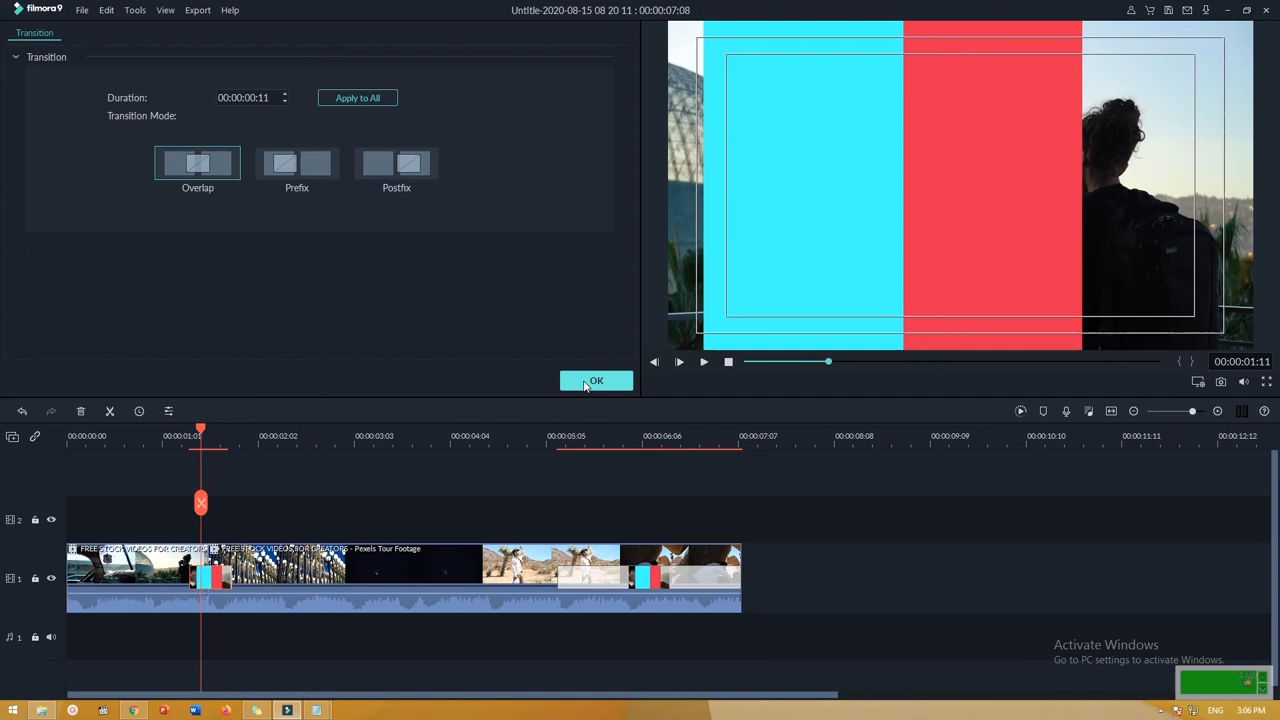 filmora9 File Edit Tools View Export Help
Untitle-2020-08-15 08 20 11 : 00:00:07:08
Transition
Transition
Duration: 00:00:00:11 Apply to All
Transition Mode:
Overlap Prefix Postfix
OK
00:00:01:11
00:00:00:00 00:00:01:01 00:00:02:02 00:00:03:03 00:00:04:04 00:00:05:05 00:00:06:06 00:00:07:07 00:00:08:08 00:00:09:09 00:00:10:10 00:00:11:11 00:00:12:12
2
FREE STOCK VIDEOS FOR CREATORS FREE STOCK VIDEOS FOR CREATORS - Pexels Tour Footage
1
1
Activate Windows
Go to PC settings to activate Windows.
ENG 3:06 PM